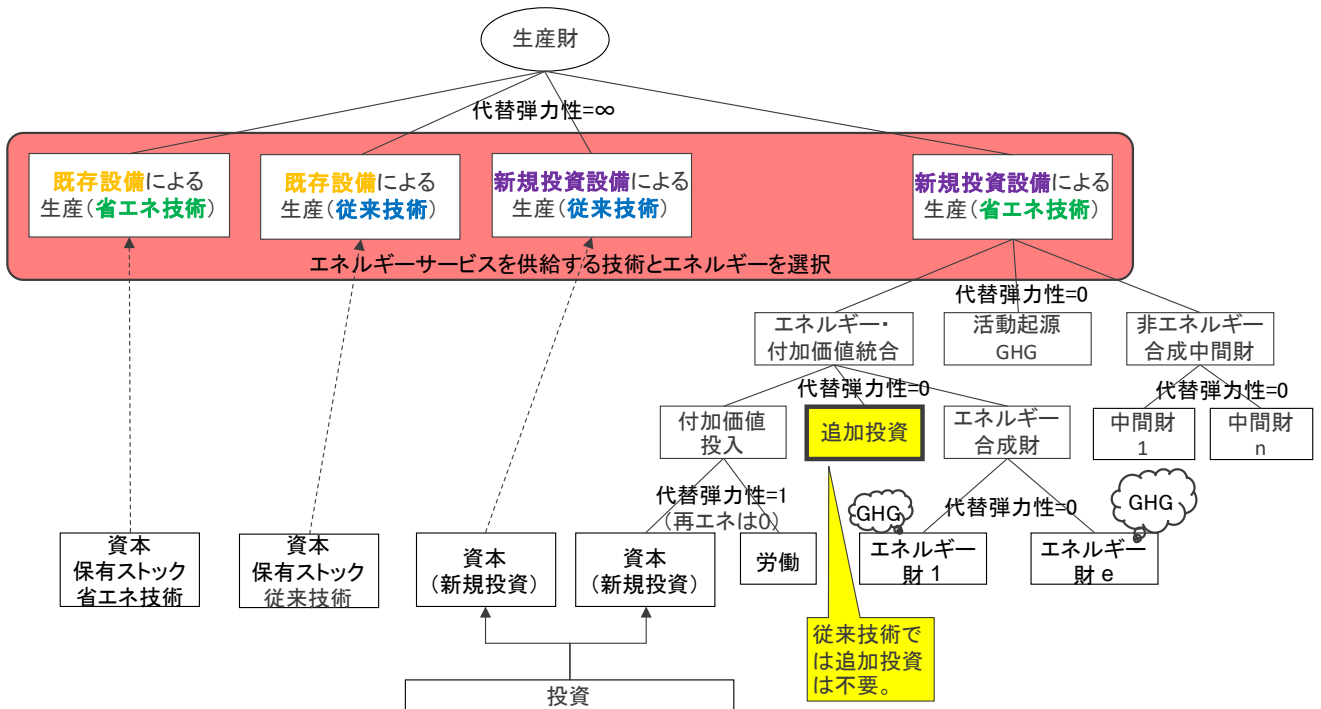 生産財
代替弾力性=∞
既存設備による
生産(省エネ技術)
既存設備による
生産(従来技術)
新規投資設備による
生産(従来技術)
新規投資設備による
生産(省エネ技術)
エネルギーサービスを供給する技術とエネルギーを選択
代替弾力性=0
エネルギー・
付加価値統合
活動起源
GHG
非エネルギー
合成中間財
代替弾力性=0
代替弾力性=0
付加価値
投入
追加投資
エネルギー
合成財
中間財
1
中間財
n
代替弾力性=1
(再エネは0)
GHG
代替弾力性=0
GHG
資本
保有ストック
省エネ技術
資本
保有ストック
従来技術
資本
(新規投資)
資本
(新規投資)
労働
エネルギー
財 1
エネルギー
財 e
従来技術で
は追加投資
は不要。
投資